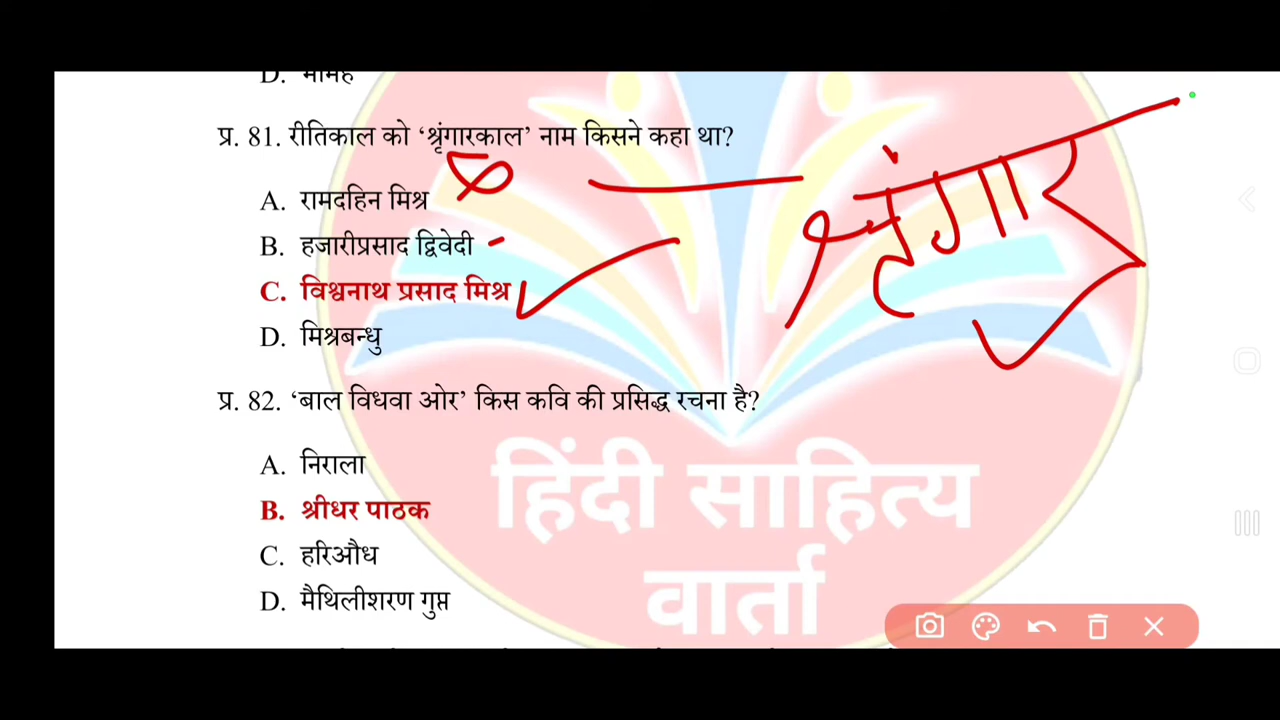 D. भामह
प्र. 81. रीतिकाल को ‘श्रृंगारकाल’ नाम किसने कहा था?
A. रामदहिन मिश्र
B. हजारीप्रसाद द्विवेदी
C. विश्वनाथ प्रसाद मिश्र
D. मिश्रबन्धु
श्रृंगार
प्र. 82. ‘बाल विधवा ओर’ किस कवि की प्रसिद्ध रचना है?
A. निराला
B. श्रीधर पाठक
C. हरिऔध
D. मैथिलीशरण गुप्त
हिंदी साहित्य
वार्ता